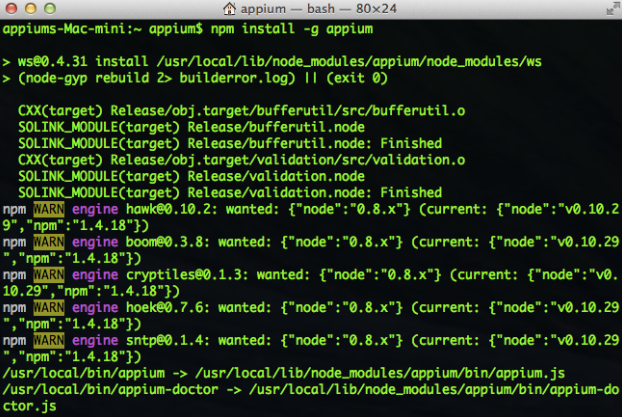 appium — bash — 80×24
appiums-Mac-mini:~ appium$ npm install -g appium
> ws@0.4.31 install /usr/local/lib/node_modules/appium/node_modules/ws
> (node-gyp rebuild 2> builderror.log) || (exit 0)
CXX(target) Release/obj.target/bufferutil/src/bufferutil.o
SOLINK_MODULE(target) Release/bufferutil.node
SOLINK_MODULE(target) Release/bufferutil.node: Finished
CXX(target) Release/obj.target/validation/src/validation.o
SOLINK_MODULE(target) Release/validation.node
SOLINK_MODULE(target) Release/validation.node: Finished
npm WARN engine hawk@0.10.2: wanted: {"node":"0.8.x"} (current: {"node":"v0.10.2
9","npm":"1.4.18"})
npm WARN engine boom@0.3.8: wanted: {"node":"0.8.x"} (current: {"node":"v0.10.29
","npm":"1.4.18"})
npm WARN engine cryptiles@0.1.3: wanted: {"node":"0.8.x"} (current: {"node":"v0.
10.29","npm":"1.4.18"})
npm WARN engine hoek@0.7.6: wanted: {"node":"0.8.x"} (current: {"node":"v0.10.29
","npm":"1.4.18"})
npm WARN engine sntp@0.1.4: wanted: {"node":"0.8.x"} (current: {"node":"v0.10.29
","npm":"1.4.18"})
/usr/local/bin/appium -> /usr/local/lib/node_modules/appium/bin/appium.js
/usr/local/bin/appium-doctor -> /usr/local/lib/node_modules/appium/bin/appium-do
ctor.js